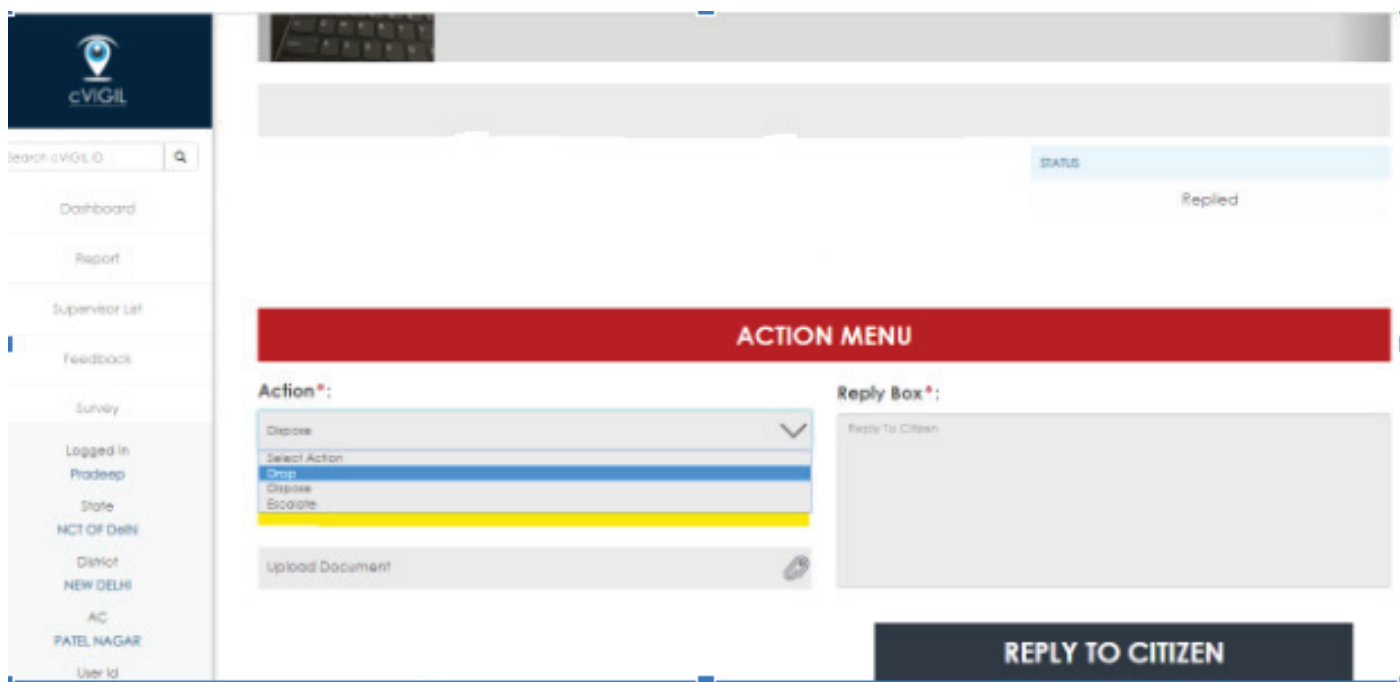 cVIGIL
Search cVIGIL ID
Dashboard
Report
Supervisor List
Feedback
Survey
Logged In
Pradeep
State
NCT OF Delhi
District
NEW DELHI
AC
PATEL NAGAR
User Id
STATUS
Replied
ACTION MENU
Action*:
Dispose
Select Action
Drop
Dispose
Escalate
Upload Document
Reply Box*:
Reply To Citizen
REPLY TO CITIZEN